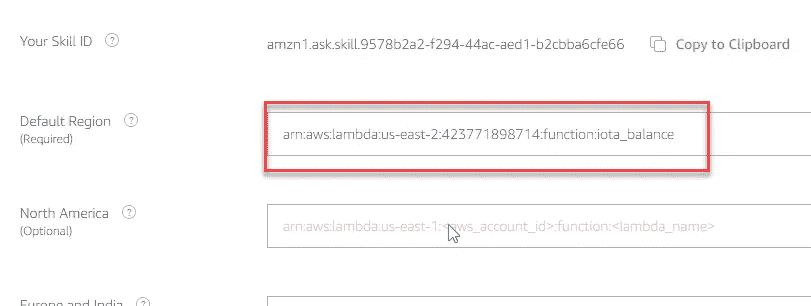 Your Skill ID ? amzn1.ask.skill.9578b2a2-f294-44ac-aed1-b2cbba6cfe66 Copy to Clipboard
Default Region ? arn:aws:lambda:us-east-2:423771898714:function:iota_balance
(Required)
North America ? arn:aws:lambda:us-east-1:<aws_account_id>:function:<lambda_name>
(Optional)
Europe and India ?